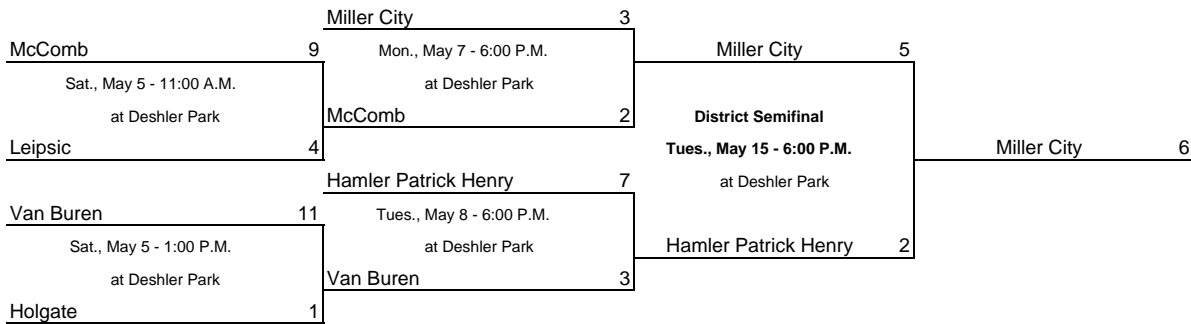 Miller City 3
McComb 9
Mon., May 7 - 6:00 P.M.
Miller City 5
Sat., May 5 - 11:00 A.M.
at Deshler Park
at Deshler Park
McComb 2
District Semifinal
Leipsic 4
Tues., May 15 - 6:00 P.M.
Miller City 6
Hamler Patrick Henry 7
at Deshler Park
Van Buren 11
Tues., May 8 - 6:00 P.M.
Sat., May 5 - 1:00 P.M.
at Deshler Park
Hamler Patrick Henry 2
at Deshler Park
Van Buren 3
Holgate 1